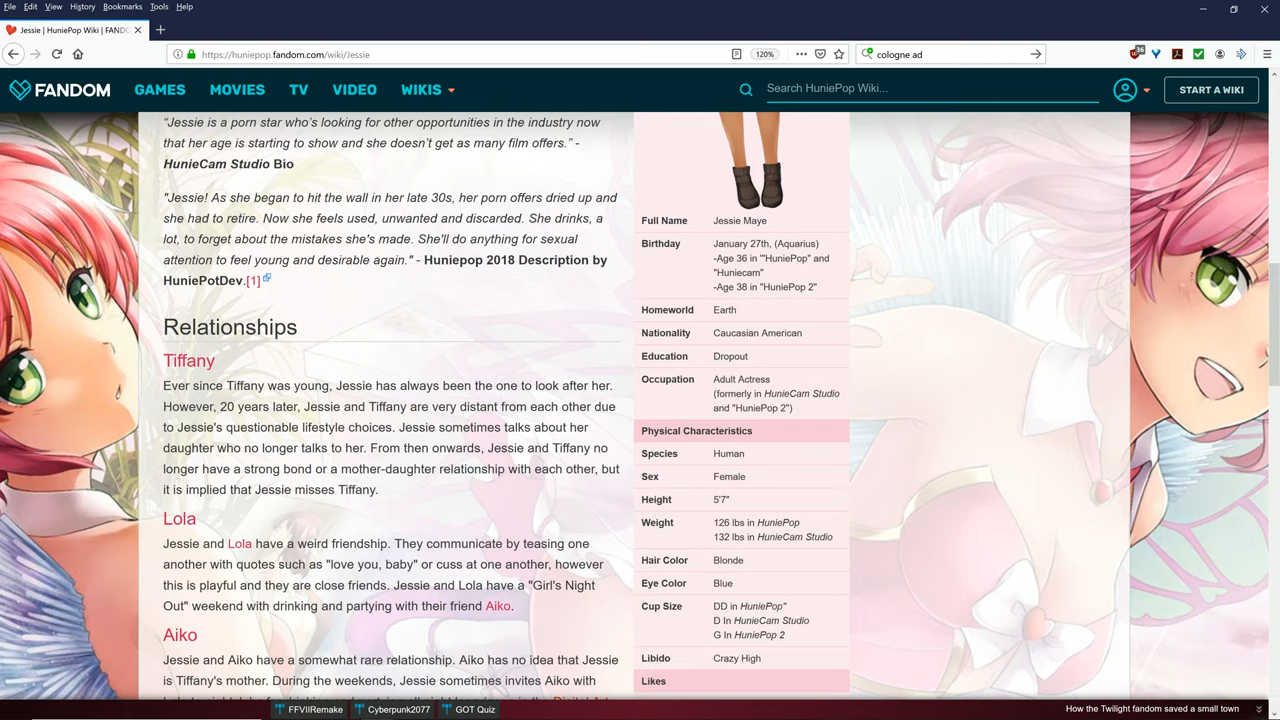 File Edit View History Bookmarks Tools Help
Jessie | HuniePop Wiki | FANDO
https://huniepop.fandom.com/wiki/Jessie
120%
cologne ad
36
FANDOM GAMES MOVIES TV VIDEO WIKIS
Search HuniePop Wiki...
START A WIKI
"Jessie is a porn star who's looking for other opportunities in the industry now
that her age is starting to show and she doesn't get as many film offers." -
HunieCam Studio Bio
"Jessie! As she began to hit the wall in her late 30s, her porn offers dried up and
she had to retire. Now she feels used, unwanted and discarded. She drinks, a
lot, to forget about the mistakes she's made. She'll do anything for sexual
attention to feel young and desirable again." - Huniepop 2018 Description by
HuniePotDev.[1]
Relationships
Tiffany
Ever since Tiffany was young, Jessie has always been the one to look after her.
However, 20 years later, Jessie and Tiffany are very distant from each other due
to Jessie's questionable lifestyle choices. Jessie sometimes talks about her
daughter who no longer talks to her. From then onwards, Jessie and Tiffany no
longer have a strong bond or a mother-daughter relationship with each other, but
it is implied that Jessie misses Tiffany.
Lola
Jessie and Lola have a weird friendship. They communicate by teasing one
another with quotes such as "love you, baby" or cuss at one another, however
this is playful and they are close friends. Jessie and Lola have a "Girl's Night
Out" weekend with drinking and partying with their friend Aiko.
Aiko
Jessie and Aiko have a somewhat rare relationship. Aiko has no idea that Jessie
is Tiffany's mother. During the weekends, Jessie sometimes invites Aiko with
Full Name Jessie Maye
Birthday January 27th, (Aquarius)
-Age 36 in '"HuniePop" and
"Huniecam"
-Age 38 in "HuniePop 2"
Homeworld Earth
Nationality Caucasian American
Education Dropout
Occupation Adult Actress
(formerly in HunieCam Studio
and "HuniePop 2")
Physical Characteristics
Species Human
Sex Female
Height 5'7"
Weight 126 lbs in HuniePop
132 lbs in HunieCam Studio
Hair Color Blonde
Eye Color Blue
Cup Size DD in HuniePop"
D In HunieCam Studio
G In HuniePop 2
Libido Crazy High
Likes
FFVIIRemake Cyberpunk2077 GOT Quiz
How the Twilight fandom saved a small town